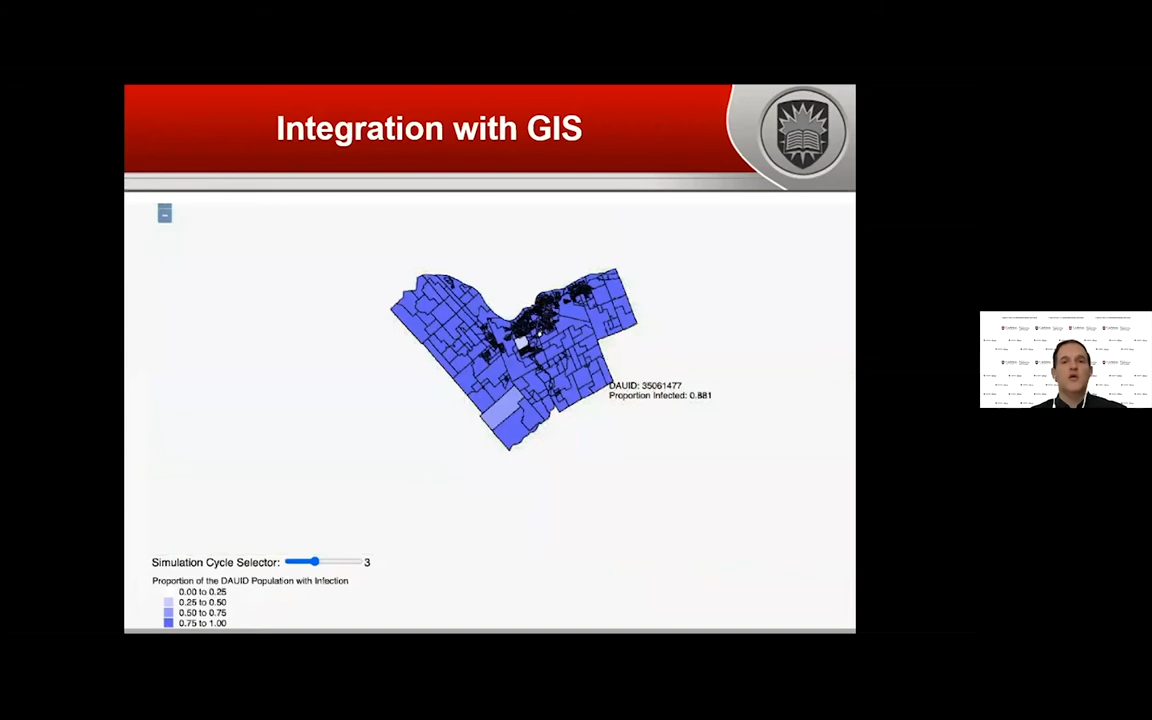 Integration with GIS
DAUID: 35061477
Proportion Infected: 0.881
Simulation Cycle Selector: 3
Proportion of the DAUID Population with Infection
0.00 to 0.25
0.25 to 0.50
0.50 to 0.75
0.75 to 1.00